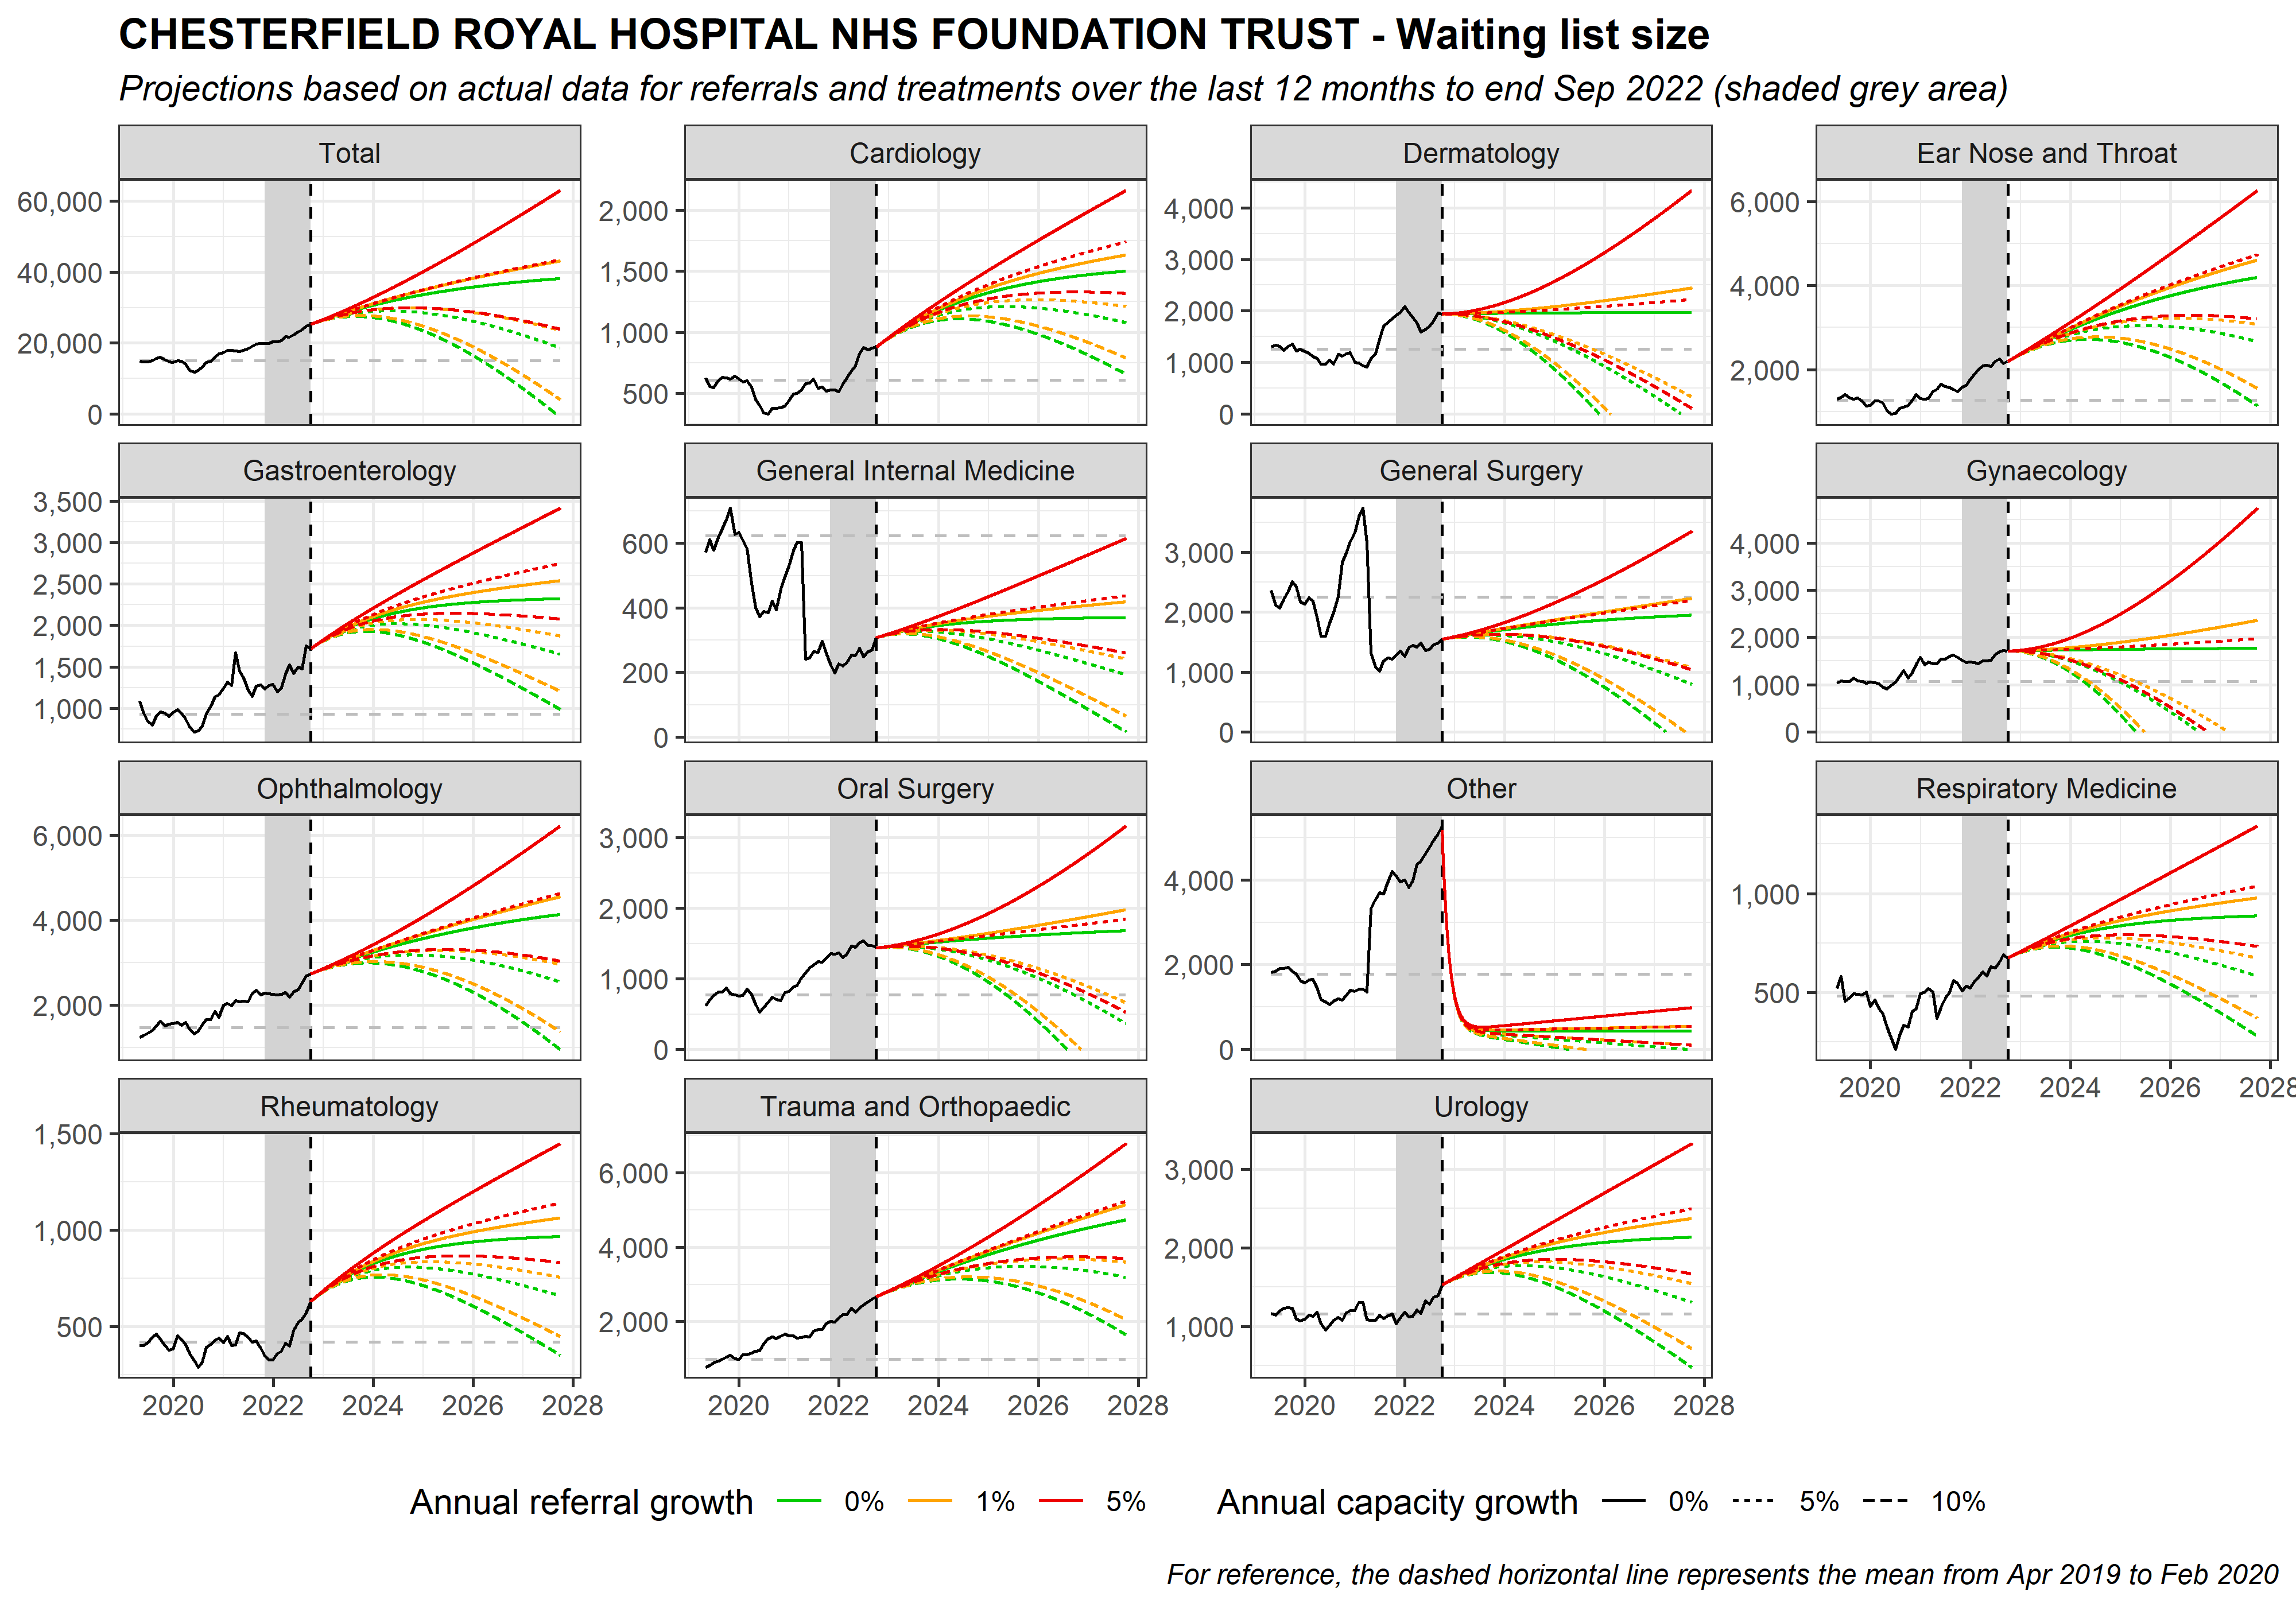 CHESTERFIELD ROYAL HOSPITAL NHS FOUNDATION TRUST - Waiting list size
Projections based on actual data for referrals and treatments over the last 12 months to end Sep 2022 (shaded grey area)
Total
60,000
40,000
20,000
0
Cardiology
2,000
1,500
1,000
500
Dermatology
4,000
3,000
2,000
1,000
0
Ear Nose and Throat
6,000
4,000
2,000
Gastroenterology
3,500
3,000
2,500
2,000
1,500
1,000
General Internal Medicine
600
400
200
0
General Surgery
3,000
2,000
1,000
0
Gynaecology
4,000
3,000
2,000
1,000
0
Ophthalmology
6,000
4,000
2,000
Oral Surgery
3,000
2,000
1,000
0
Other
4,000
2,000
0
Respiratory Medicine
1,000
500
2020 2022 2024 2026 2028
Rheumatology
1,500
1,000
500
2020 2022 2024 2026 2028
Trauma and Orthopaedic
6,000
4,000
2,000
2020 2022 2024 2026 2028
Urology
3,000
2,000
1,000
2020 2022 2024 2026 2028
Annual referral growth 0% 1% 5% Annual capacity growth 0% 5% 10%
For reference, the dashed horizontal line represents the mean from Apr 2019 to Feb 2020